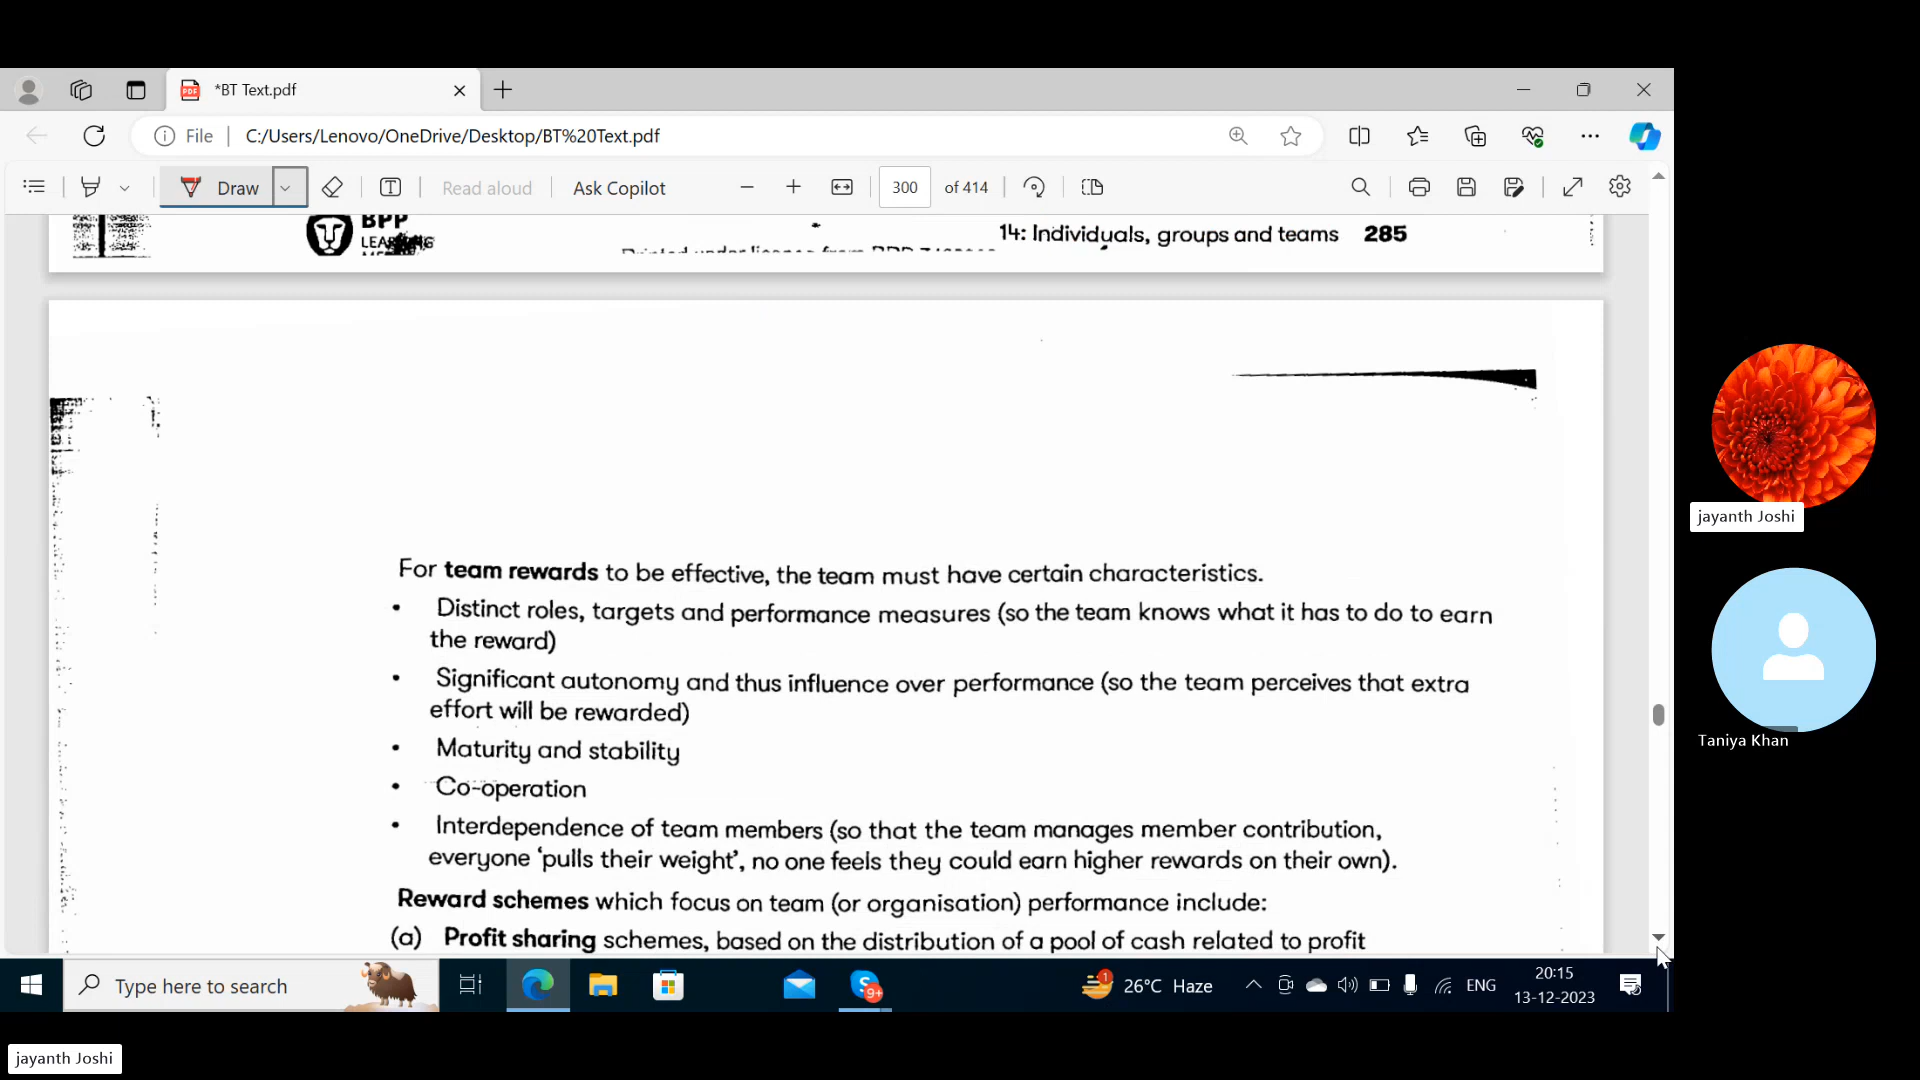 *BT Text.pdf
File
C:/Users/Lenovo/OneDrive/Desktop/BT%20Text.pdf
Draw
Read aloud
Ask Copilot
300
of 414
BPP
14: Individuals, groups and teams 285
For team rewards to be effective, the team must have certain characteristics.
• Distinct roles, targets and performance measures (so the team knows what it has to do to earn
the reward)
• Significant autonomy and thus influence over performance (so the team perceives that extra
effort will be rewarded)
• Maturity and stability
• Co-operation
• Interdependence of team members (so that the team manages member contribution,
everyone ‘pulls their weight’, no one feels they could earn higher rewards on their own).
Reward schemes which focus on team (or organisation) performance include:
(a) Profit sharing schemes, based on the distribution of a pool of cash related to profit
jayanth Joshi
Taniya Khan
Type here to search
9+
1
26°C Haze
ENG
20:15
13-12-2023
jayanth Joshi